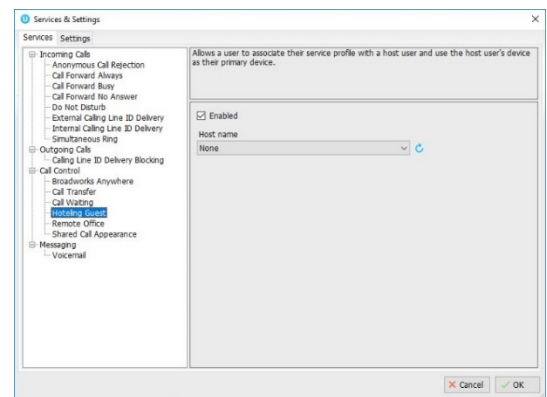 Services & Settings
Services Settings
Incoming Calls
Anonymous Call Rejection
Call Forward Always
Call Forward Busy
Call Forward No Answer
Do Not Disturb
External Calling Line ID Delivery
Internal Calling Line ID Delivery
Simultaneous Ring
Outgoing Calls
Calling Line ID Delivery Blocking
Call Control
Broadworks Anywhere
Call Transfer
Call Waiting
Hoteling Guest
Remote Office
Shared Call Appearance
Messaging
Voicemail
Allows a user to associate their service profile with a host user and use the host user's device
as their primary device.
Enabled
Host name
None
Cancel OK